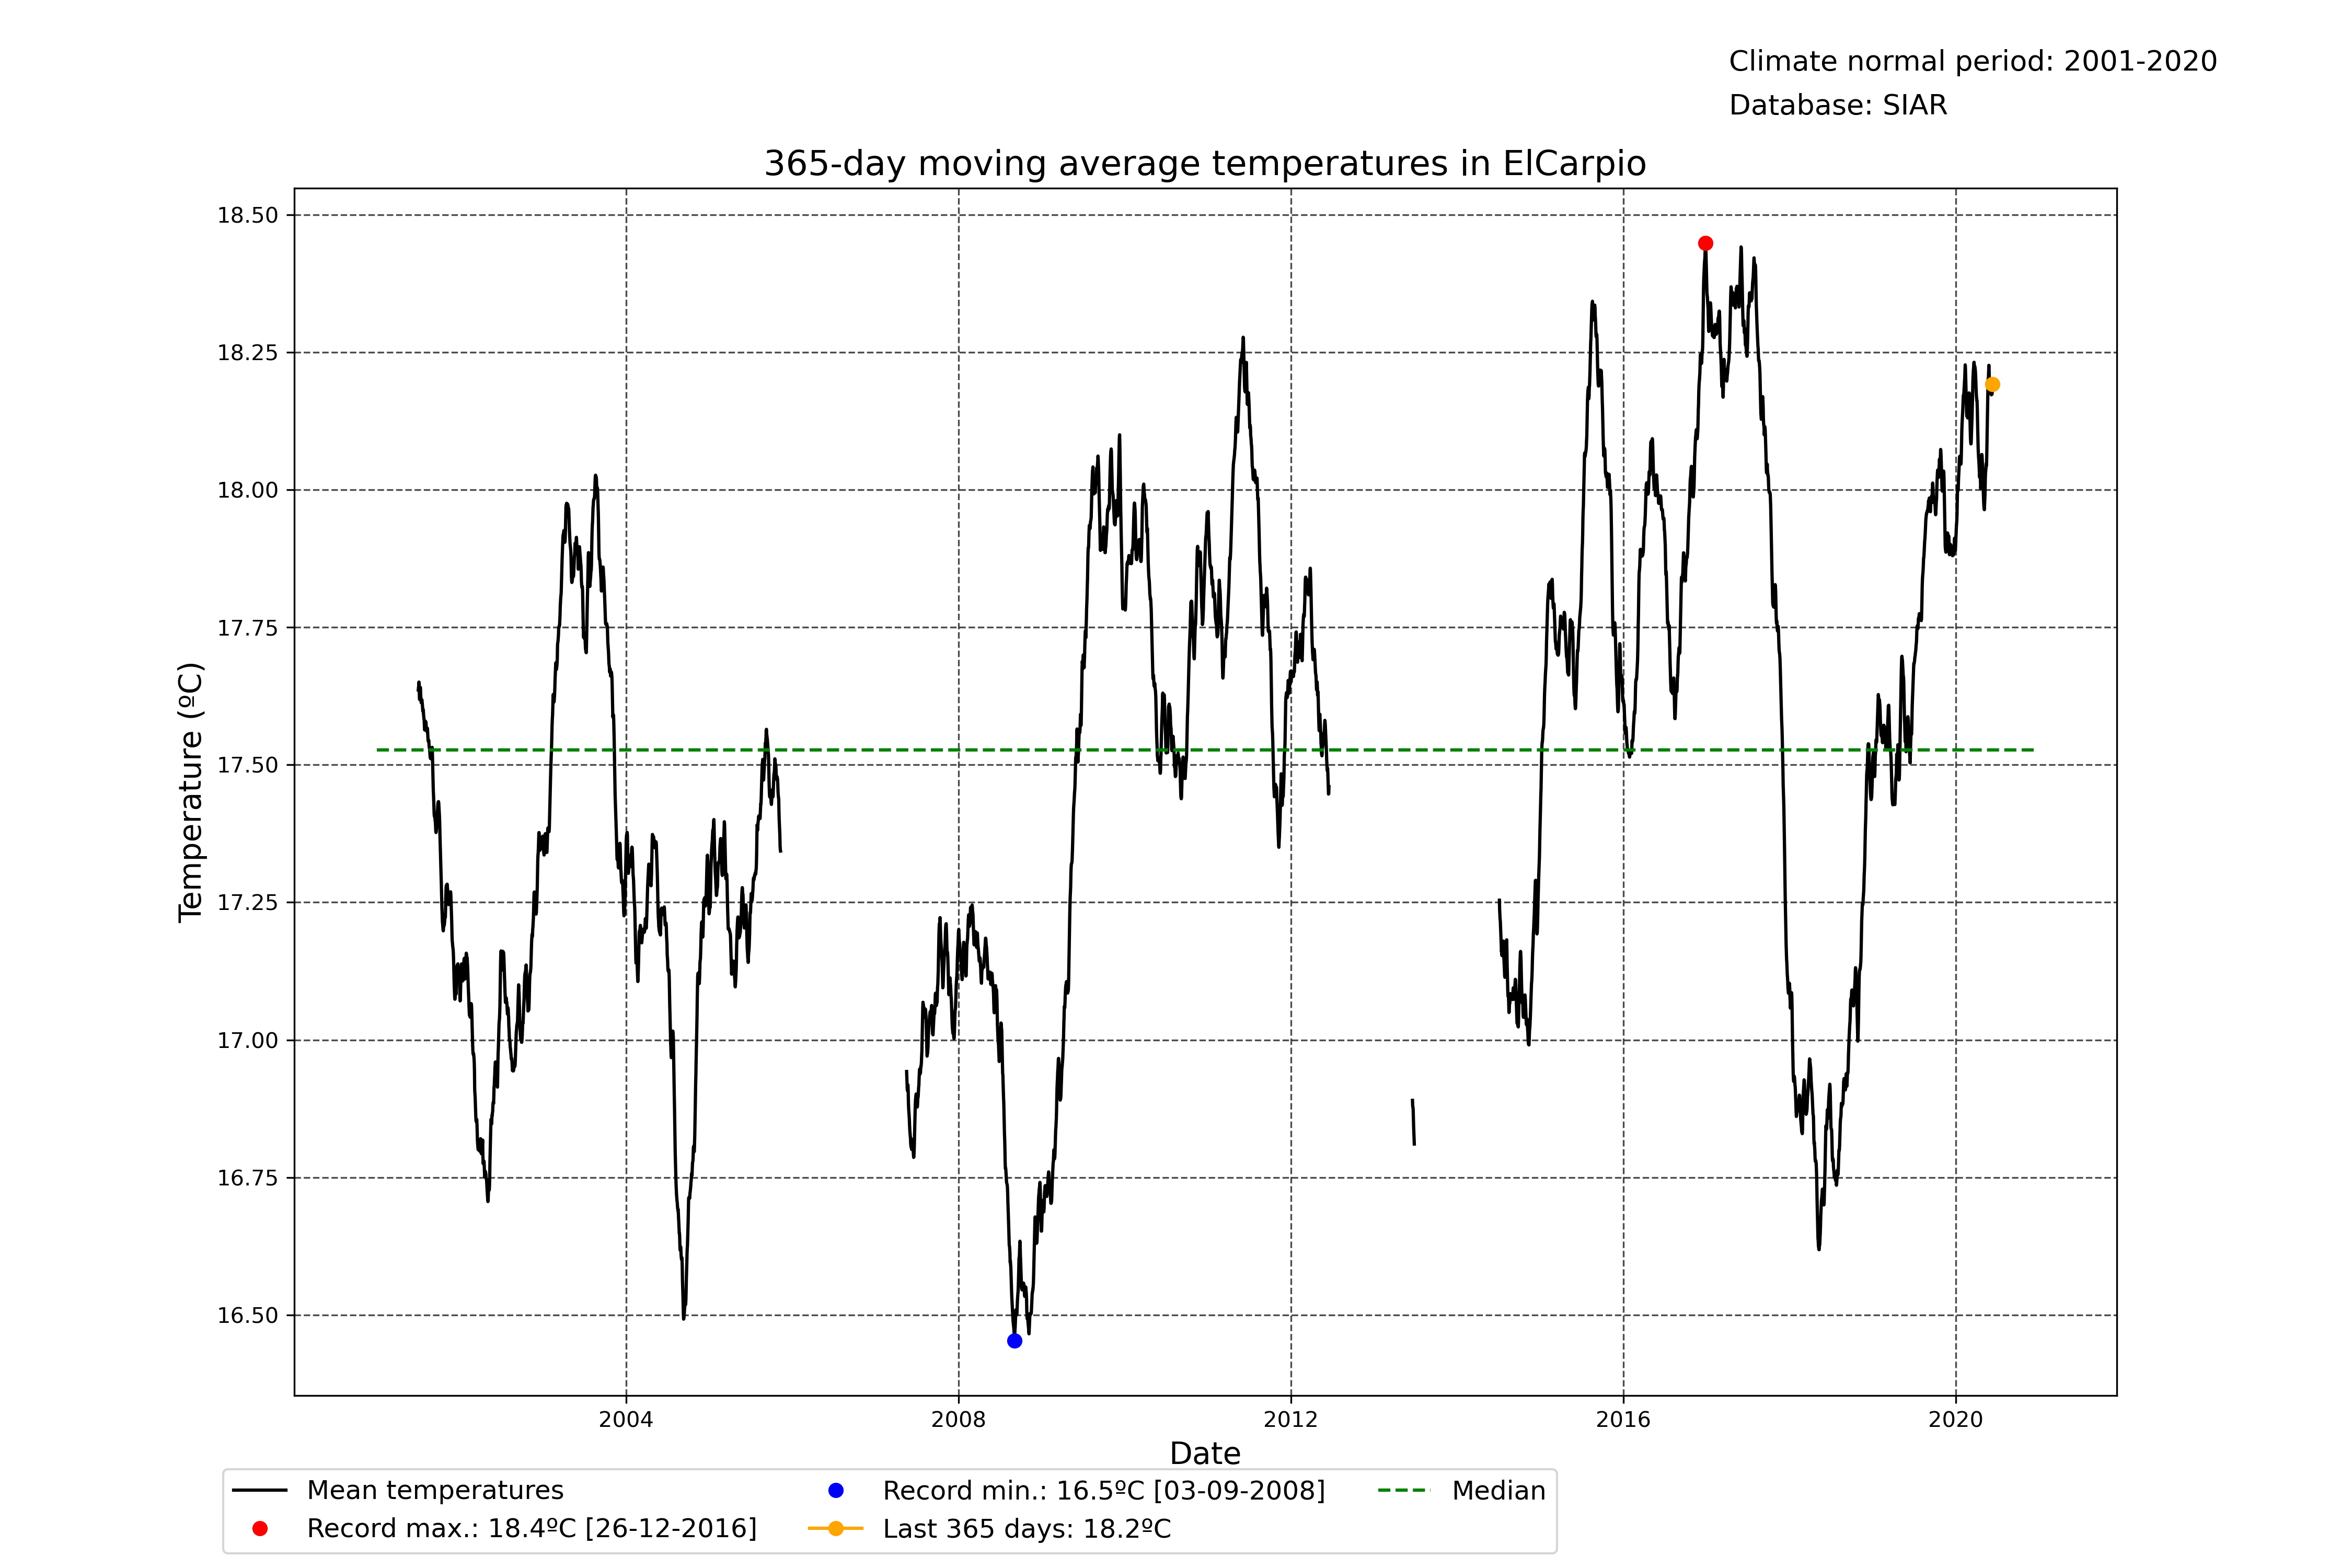 Climate normal period: 2001-2020
Database: SIAR
365-day moving average temperatures in ElCarpio
Temperature (ºC)
18.50
18.25
18.00
17.75
17.50
17.25
17.00
16.75
16.50
2004 2008 2012 2016 2020
Date
Mean temperatures
Record max.: 18.4ºC [26-12-2016]
Record min.: 16.5ºC [03-09-2008]
Last 365 days: 18.2ºC
Median